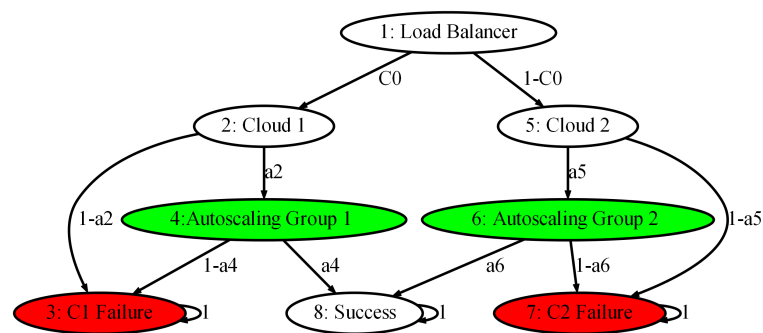 1: Load Balancer
C0
1-C0
2: Cloud 1
5: Cloud 2
a2
a5
1-a2
4:Autoscaling Group 1
6: Autoscaling Group 2
1-a5
1-a4
a4
a6
1-a6
3: C1 Failure
1
8: Success
1
7: C2 Failure
1